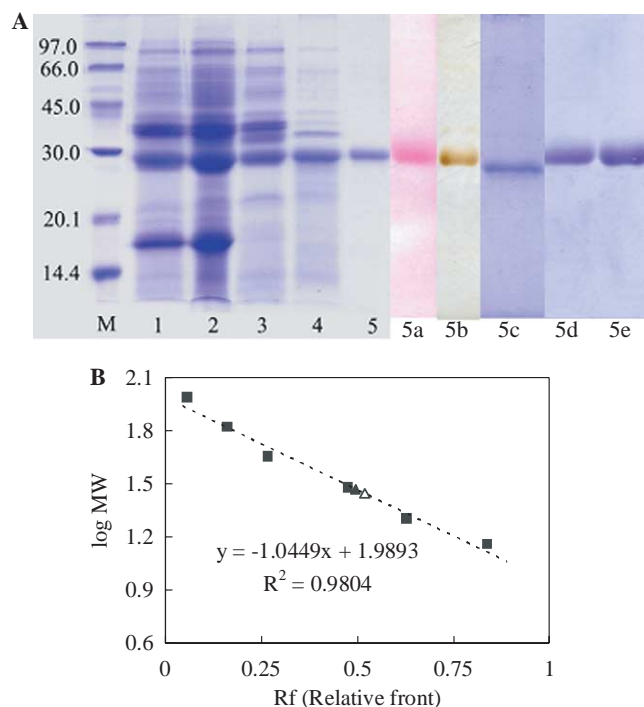 A
97.0
66.0
45.0
30.0
20.1
14.4
M 1 2 3 4 5 5a 5b 5c 5d 5e
B
2.1
1.8
1.5
1.2
0.9
0.6
log MW
y = -1.0449x + 1.9893
R² = 0.9804
0 0.25 0.5 0.75 1
Rf (Relative front)